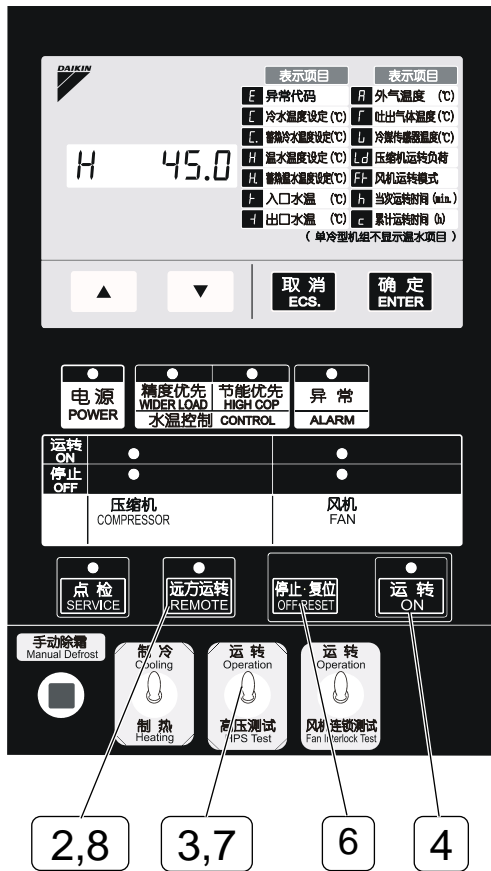 DAIKIN
表示项目 表示项目
E 异常代码 A 外气温度 (℃)
C 冷水温度设定(℃) Γ 吐出气体温度(℃)
C. 蓄热冷水温度设定(℃) U 冷媒传感器温度(℃)
H 温水温度设定(℃) Ld 压缩机运转负荷
H. 蓄热温水温度设定(℃) FH 风机运转模式
h 当次运转时间(min.)
入口水温 (℃)
出口水温 (℃) c 累计运转时间 (h)
( 单冷型机组不显示温水项目 )
H 45.0
▲ ▼ 取消 确定
ECS. ENTER
电源 精度优先 节能优先 异常
POWER WIDER LOAD HIGH COP ALARM
水温控制 CONTROL
运转
ON
停止
OFF
压缩机 风机
COMPRESSOR FAN
点检 远方运转 停止·复位 运转
SERVICE REMOTE OFF·RESET ON
手动除霜
Manual Defrost
制冷 运转 运转
Cooling Operation Operation
制热 高压测试 风机连锁测试
Heating HPS Test Fan Interlock Test
2,8 3,7 6 4